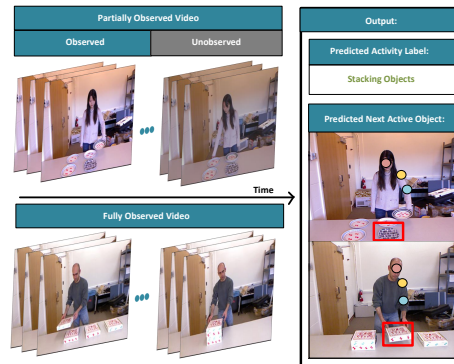 Partially Observed Video
Observed
Unobserved
Time
Fully Observed Video
Output:
Predicted Activity Label:
Stacking Objects
Predicted Next Active Object: